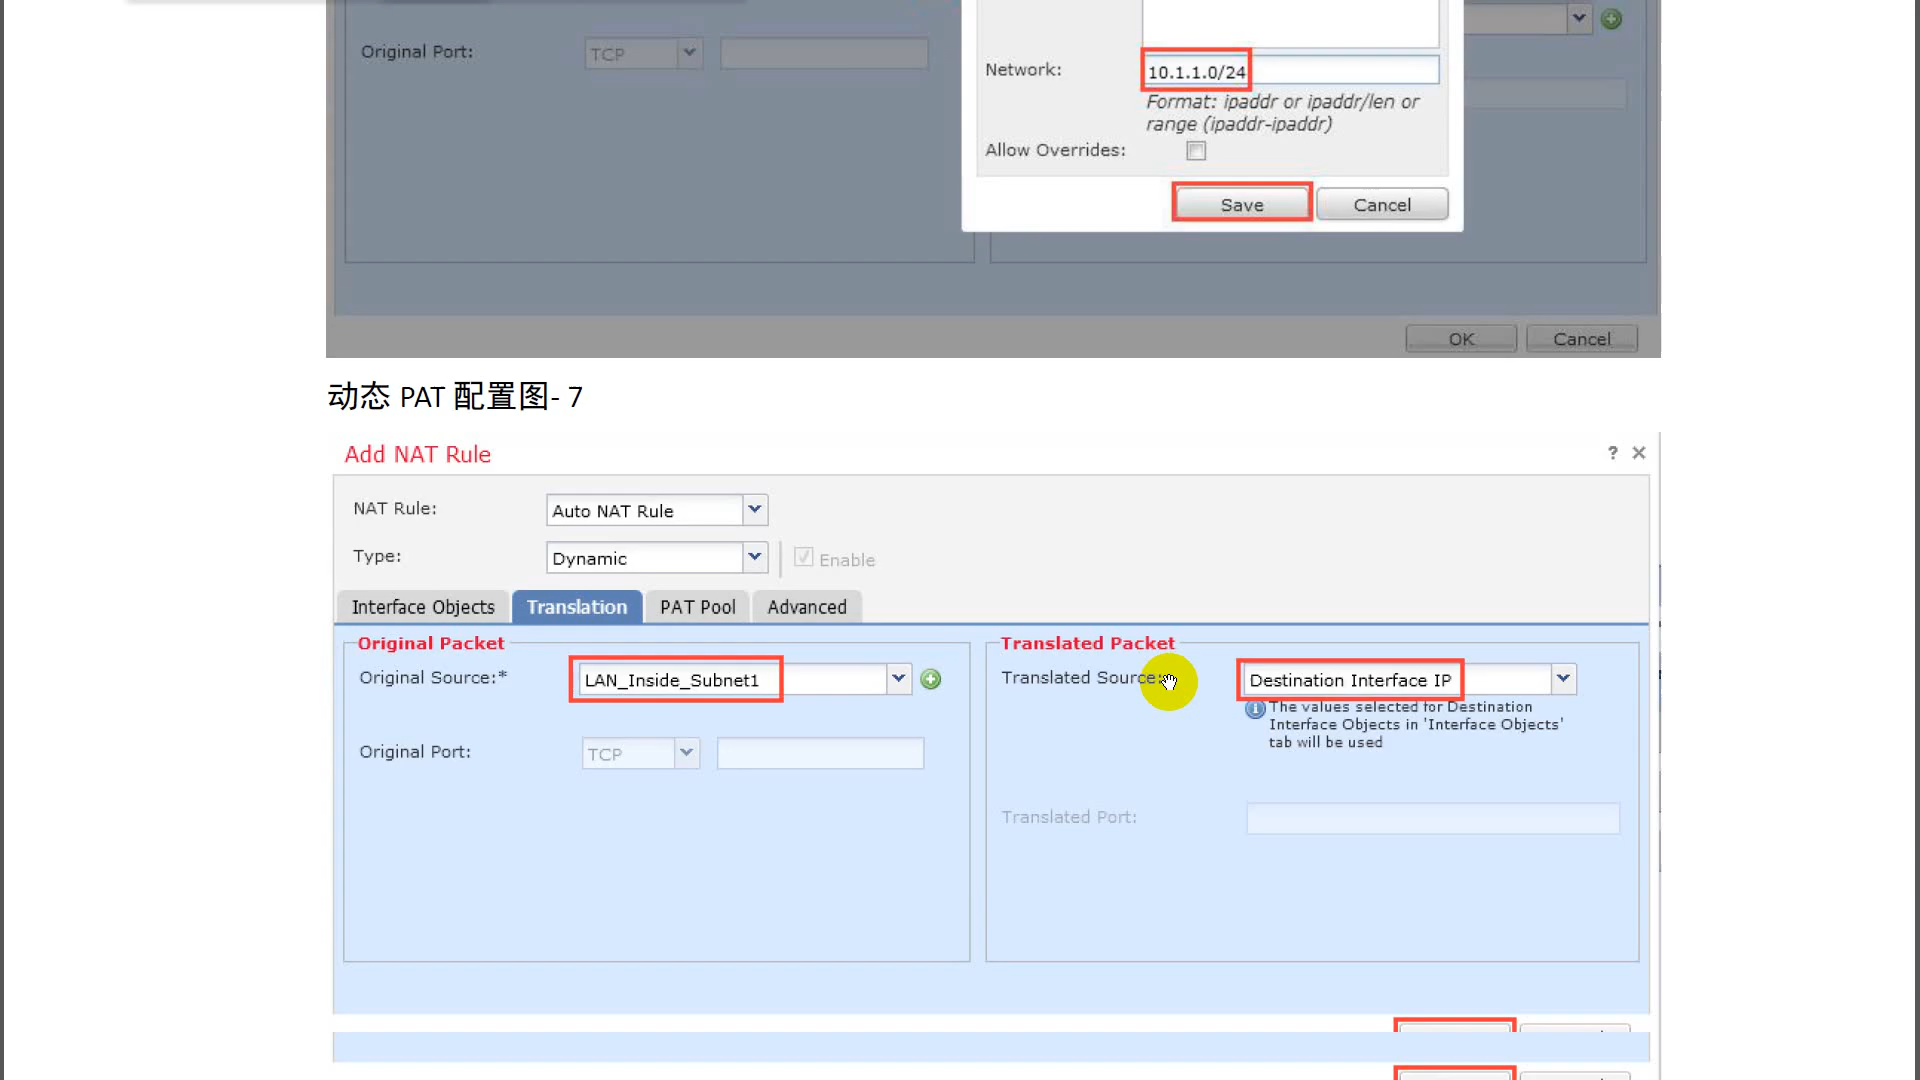 Original Port:
TCP
Network:
10.1.1.0/24
Format: ipaddr or ipaddr/len or
range (ipaddr-ipaddr)
Allow Overrides:
Save
Cancel
OK
Cancel
动态 PAT 配置图- 7
Add NAT Rule
?
NAT Rule:
Auto NAT Rule
Type:
Dynamic
Enable
Interface Objects
Translation
PAT Pool
Advanced
Original Packet
Original Source:*
LAN_Inside_Subnet1
Original Port:
TCP
Translated Packet
Translated Source:
Destination Interface IP
The values selected for Destination
Interface Objects in 'Interface Objects'
tab will be used
Translated Port: